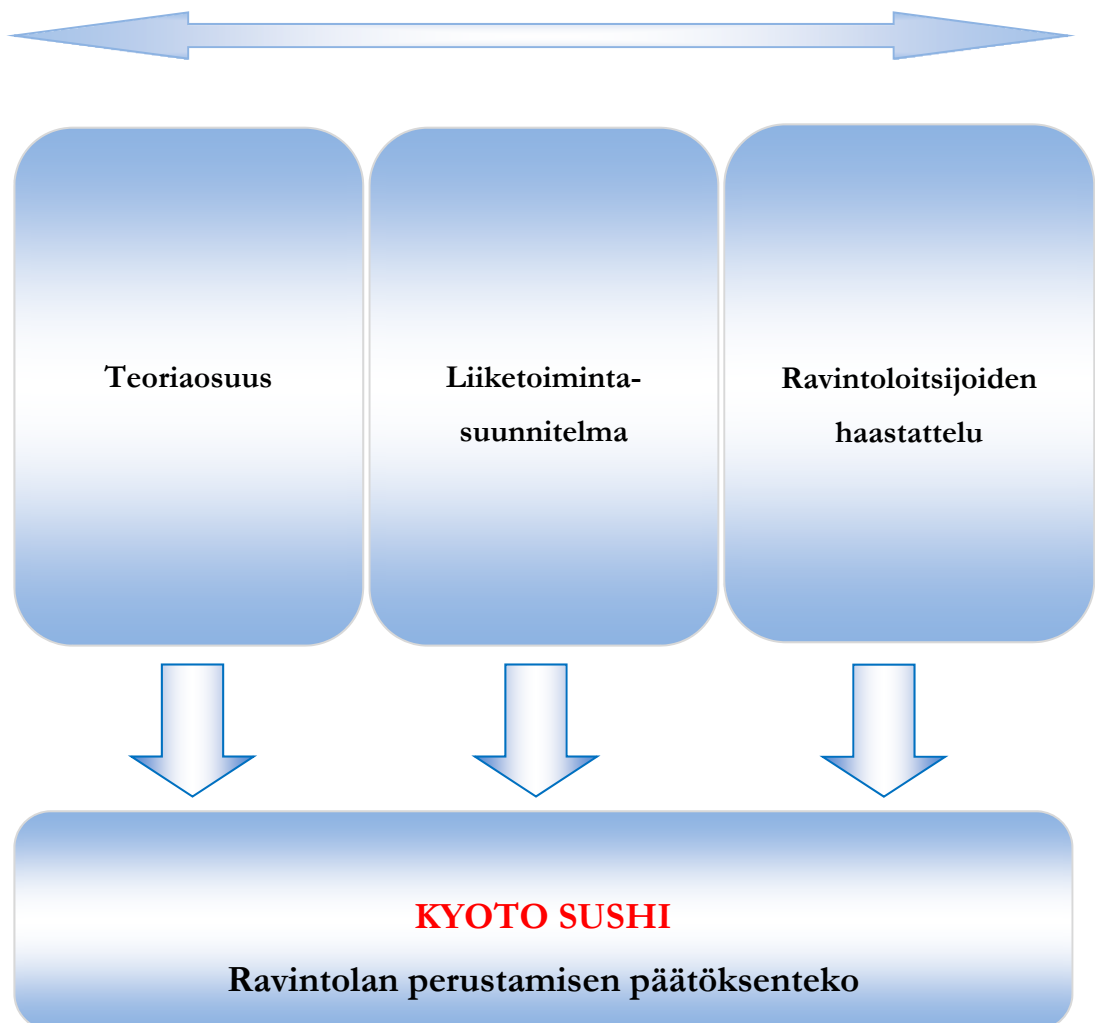 Teoriaosuus
Liiketoiminta-
suunnitelma
Ravintoloitsijoiden
haastattelu
KYOTO SUSHI
Ravintolan perustamisen päätöksenteko